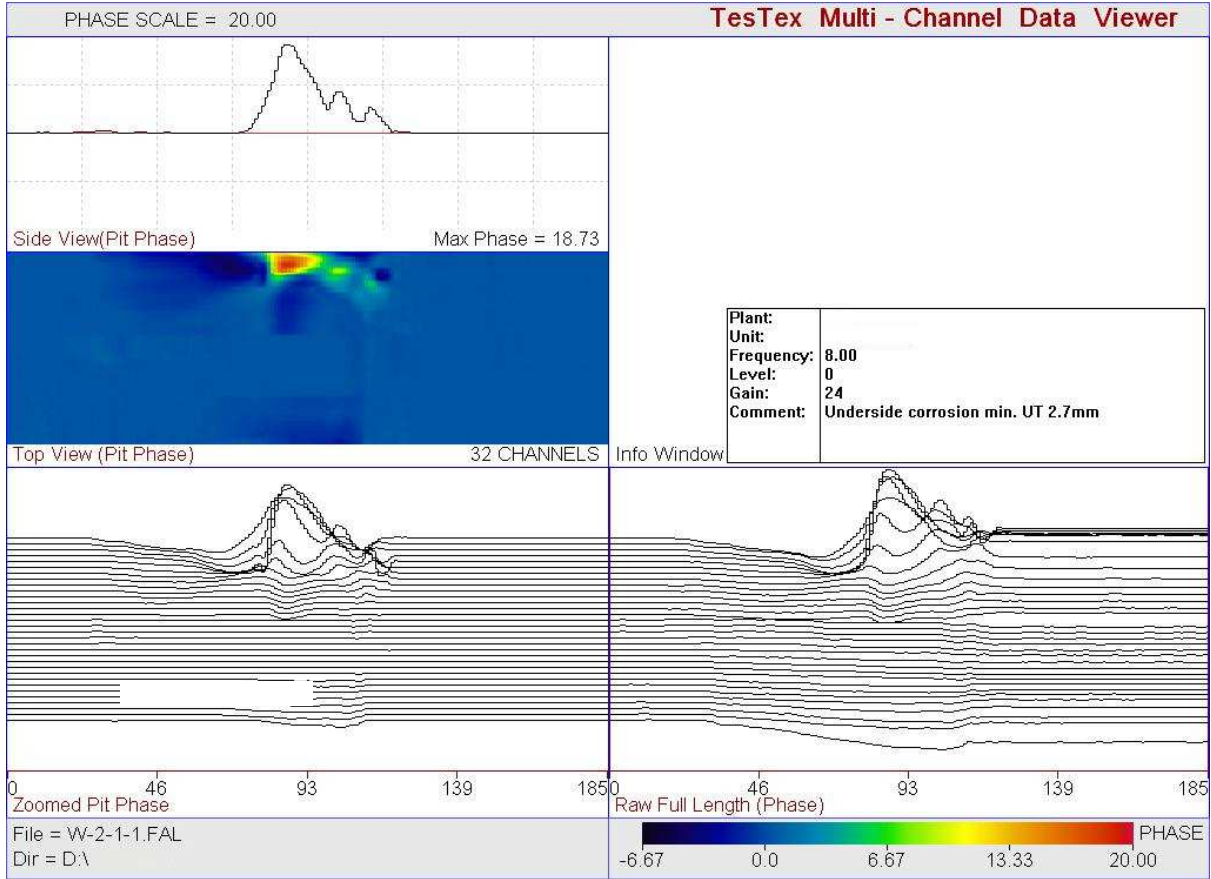 PHASE SCALE = 20.00
TesTex Multi - Channel Data Viewer
Side View(Pit Phase)
Max Phase = 18.73
Top View (Pit Phase)
32 CHANNELS
Info Window
Plant:
Unit:
Frequency: 8.00
Level: 0
Gain: 24
Comment: Underside corrosion min. UT 2.7mm
0 46 93 139 185
Zoomed Pit Phase
0 46 93 139 185
Raw Full Length (Phase)
File = W-2-1-1.FAL
Dir = D:\
PHASE
-6.67 0.0 6.67 13.33 20.00